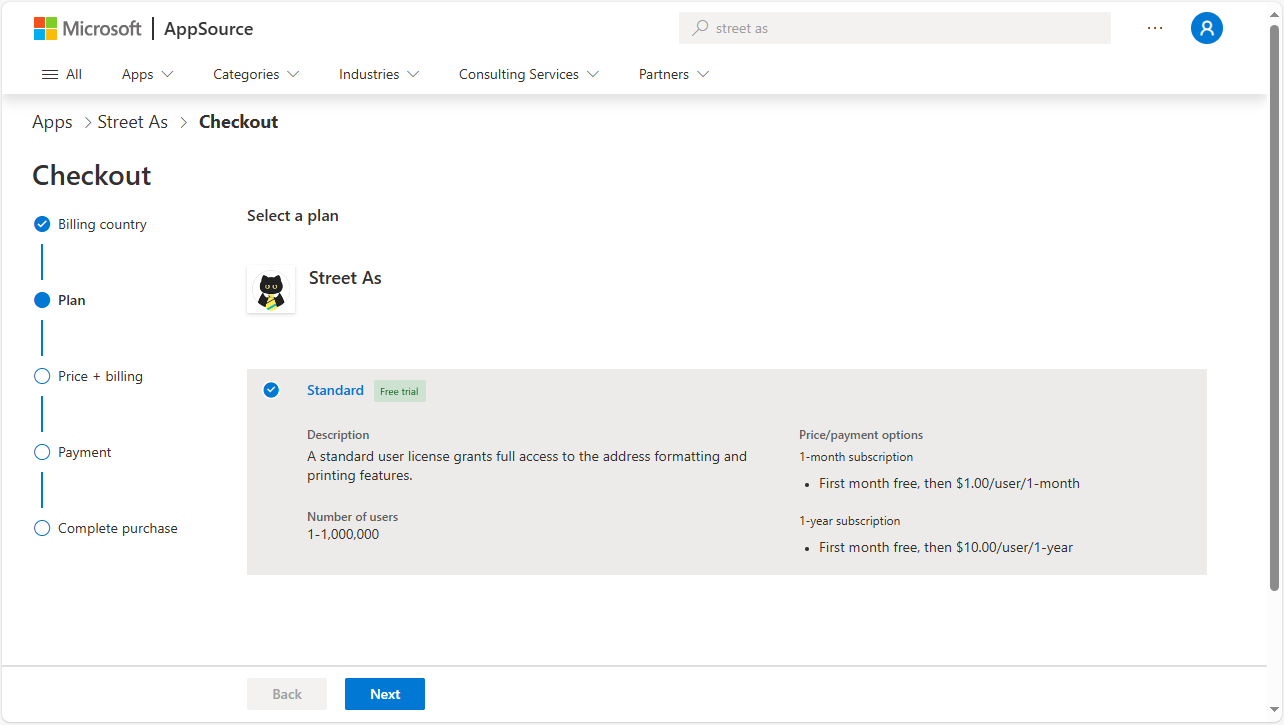 Microsoft | AppSource
street as
...
All Apps Categories Industries Consulting Services Partners
Apps > Street As > Checkout
Checkout
Billing country
Plan
Price + billing
Payment
Complete purchase
Select a plan
Street As
Standard Free trial
Description
A standard user license grants full access to the address formatting and
printing features.
Number of users
1-1,000,000
Price/payment options
1-month subscription
• First month free, then $1.00/user/1-month
1-year subscription
• First month free, then $10.00/user/1-year
Back Next